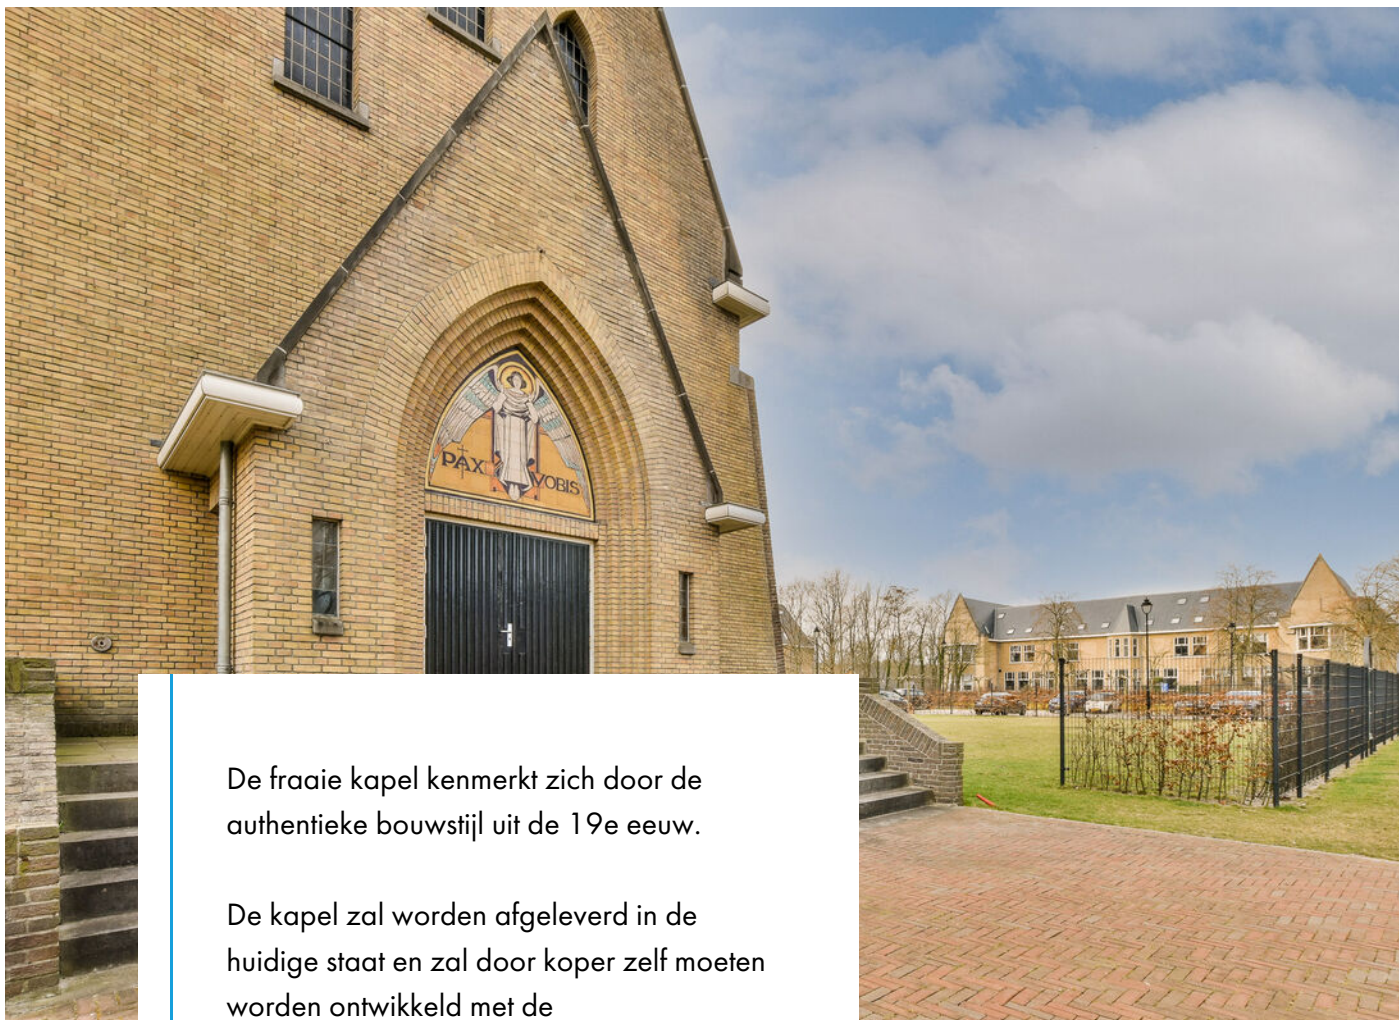 PAX
VOBIS
De fraaie kapel kenmerkt zich door de
authentieke bouwstijl uit de 19e eeuw.
De kapel zal worden afgeleverd in de
huidige staat en zal door koper zelf moeten
worden ontwikkeld met de